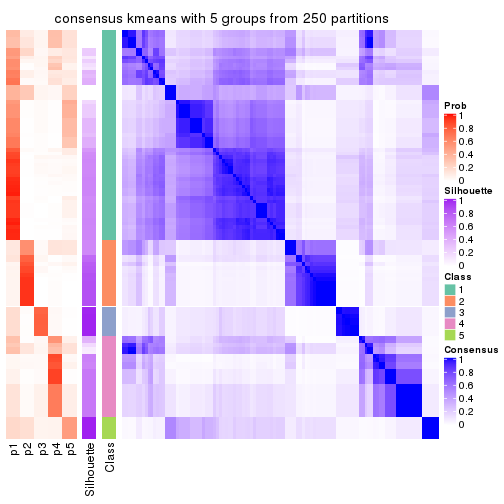 consensus kmeans with 5 groups from 250 partitions
Prob
1
0.8
0.6
0.4
0.2
0
Silhouette
1
0.8
0.6
0.4
0.2
0
Class
1
2
3
4
5
Consensus
1
0.8
0.6
0.4
0.2
0
p1
p2
p3
p4
p5
Silhouette
Class